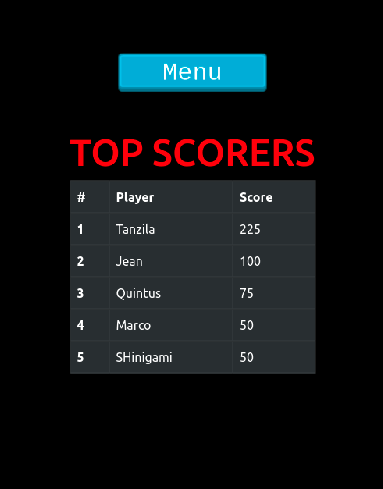 Menu
TOP SCORERS
# Player Score
1 Tanzila 225
2 Jean 100
3 Quintus 75
4 Marco 50
5 SHinigami 50